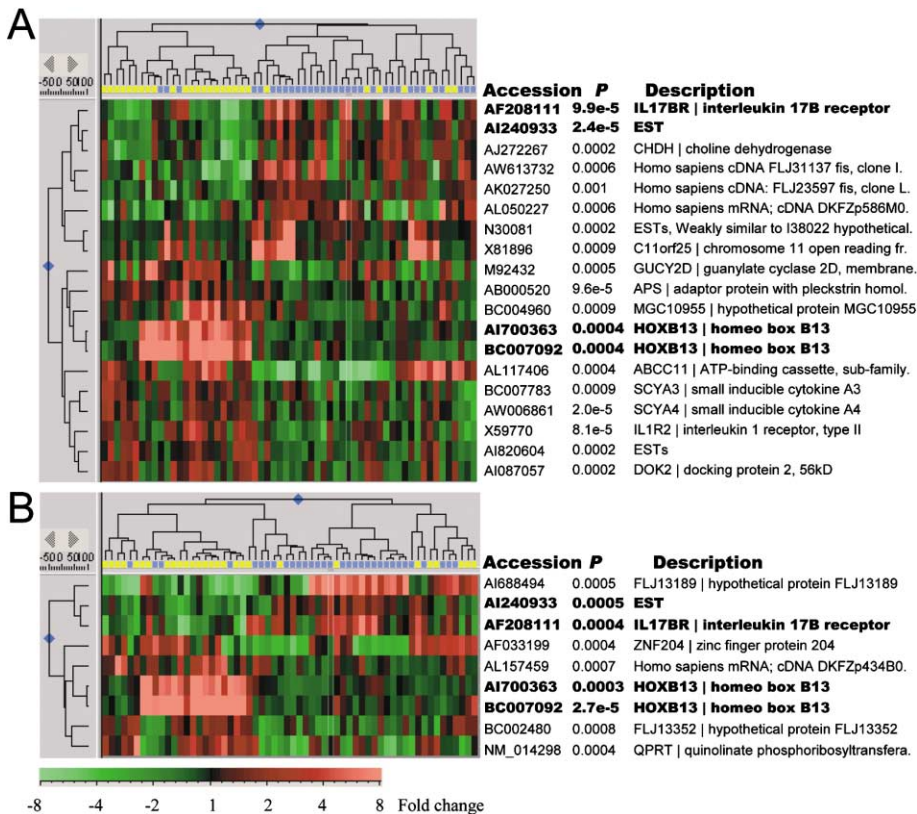 A
-50 0 50 100
Accession P Description
AF208111 9.9e-5 IL17BR | interleukin 17B receptor
AI240933 2.4e-5 EST
AJ272267 0.0002 CHDH | choline dehydrogenase
AW613732 0.0006 Homo sapiens cDNA FLJ31137 fis, clone I.
AK027250 0.001 Homo sapiens cDNA: FLJ23597 fis, clone L.
AL050227 0.0006 Homo sapiens mRNA; cDNA DKFZp586M0.
N30081 0.0002 ESTs, Weakly similar to I38022 hypothetical.
X81896 0.0009 C11orf25 | chromosome 11 open reading fr.
M92432 0.0005 GUCY2D | guanylate cyclase 2D, membrane.
AB000520 9.6e-5 APS | adaptor protein with pleckstrin homol.
BC004960 0.0009 MGC10955 | hypothetical protein MGC10955
AI700363 0.0004 HOXB13 | homeo box B13
BC007092 0.0004 HOXB13 | homeo box B13
AL117406 0.0004 ABCC11 | ATP-binding cassette, sub-family.
BC007783 0.0009 SCYA3 | small inducible cytokine A3
AW006861 2.0e-5 SCYA4 | small inducible cytokine A4
X59770 8.1e-5 IL1R2 | interleukin 1 receptor, type II
AI820604 0.0002 ESTs
AI087057 0.0002 DOK2 | docking protein 2, 56kD
B
-50 0 50 100
Accession P Description
AI688494 0.0005 FLJ13189 | hypothetical protein FLJ13189
AI240933 0.0005 EST
AF208111 0.0004 IL17BR | interleukin 17B receptor
AF033199 0.0004 ZNF204 | zinc finger protein 204
AL157459 0.0007 Homo sapiens mRNA; cDNA DKFZp434B0.
AI700363 0.0003 HOXB13 | homeo box B13
BC007092 2.7e-5 HOXB13 | homeo box B13
BC002480 0.0008 FLJ13352 | hypothetical protein FLJ13352
NM_014298 0.0004 QPRT | quinolinate phosphoribosyltransfera.
-8 -4 -2 1 2 4 8 Fold change